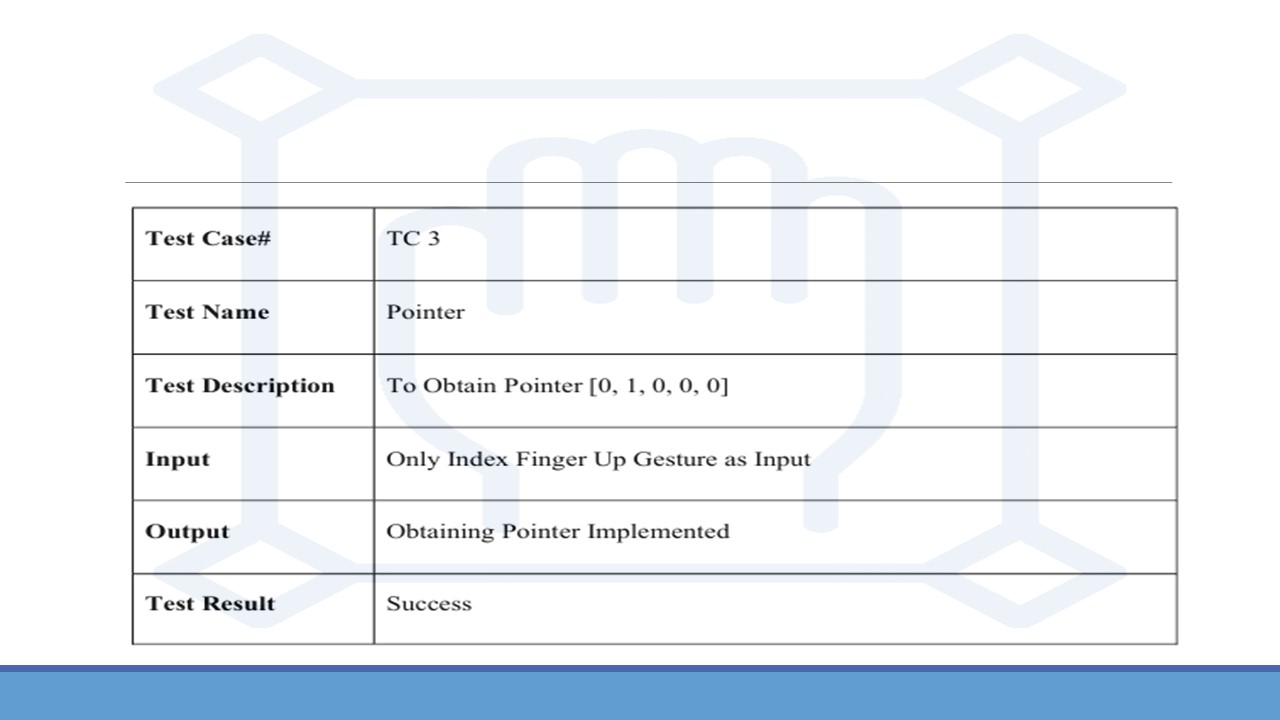 Test Case# TC 3
Test Name Pointer
Test Description To Obtain Pointer [0, 1, 0, 0, 0]
Input Only Index Finger Up Gesture as Input
Output Obtaining Pointer Implemented
Test Result Success